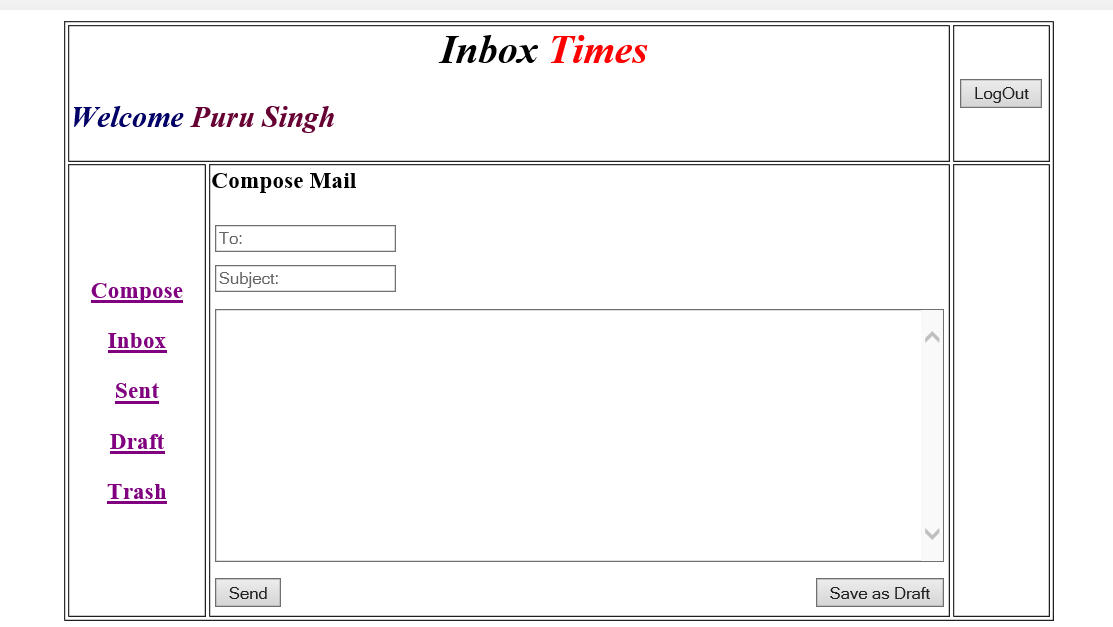 Inbox Times
LogOut
Welcome Puru Singh
Compose Mail
To:
Subject:
Compose
Inbox
Sent
Draft
Trash
Send
Save as Draft